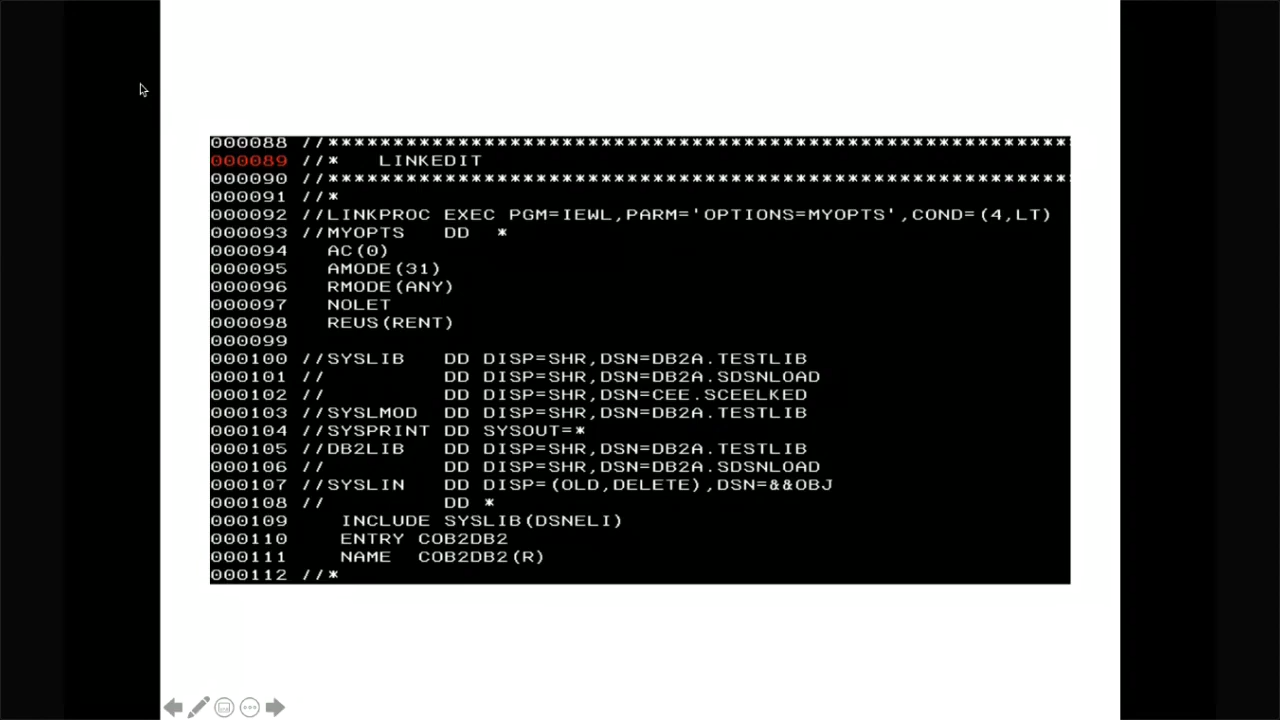 000088 //*********************************************************
000089 //*   LINKEDIT
000090 //*********************************************************
000091 //*
000092 //LINKPROC EXEC PGM=IEWL,PARM='OPTIONS=MYOPTS',COND=(4,LT)
000093 //MYOPTS   DD  *
000094   AC(0)
000095   AMODE(31)
000096   RMODE(ANY)
000097   NOLET
000098   REUS(RENT)
000099
000100 //SYSLIB   DD DISP=SHR,DSN=DB2A.TESTLIB
000101 //         DD DISP=SHR,DSN=DB2A.SDSNLOAD
000102 //         DD DISP=SHR,DSN=CEE.SCEELKED
000103 //SYSLMOD  DD DISP=SHR,DSN=DB2A.TESTLIB
000104 //SYSPRINT DD SYSOUT=*
000105 //DB2LIB   DD DISP=SHR,DSN=DB2A.TESTLIB
000106 //         DD DISP=SHR,DSN=DB2A.SDSNLOAD
000107 //SYSLIN   DD DISP=(OLD,DELETE),DSN=&&OBJ
000108 //         DD *
000109    INCLUDE SYSLIB(DSNELI)
000110    ENTRY COB2DB2
000111    NAME  COB2DB2(R)
000112 //*